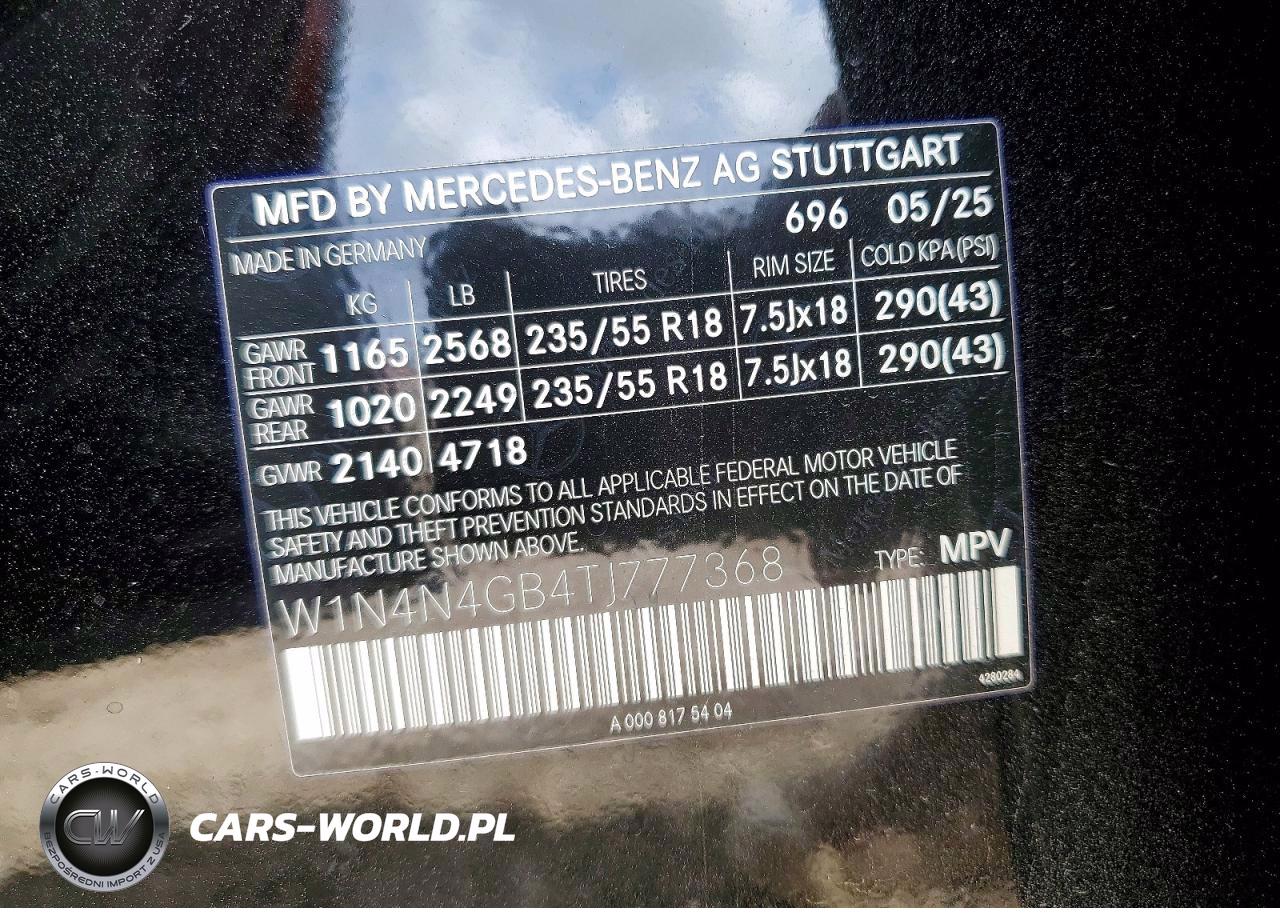 MFD BY MERCEDES-BENZ AG STUTTGART
696 05/25
MADE IN GERMANY
KG LB TIRES RIM SIZE COLD KPA(PSI)
GAWR FRONT 1165 2568 235/55 R18 7.5Jx18 290(43)
GAWR REAR 1020 2249 235/55 R18 7.5Jx18 290(43)
GVWR 2140 4718
THIS VEHICLE CONFORMS TO ALL APPLICABLE FEDERAL MOTOR VEHICLE
SAFETY AND THEFT PREVENTION STANDARDS IN EFFECT ON THE DATE OF
MANUFACTURE SHOWN ABOVE.
W1N4N4GB4TJ777368 TYPE: MPV
4280284
A 000 817 54 04
CARS-WORLD
CW
BEZPOŚREDNI IMPORT Z USA
CARS-WORLD.PL